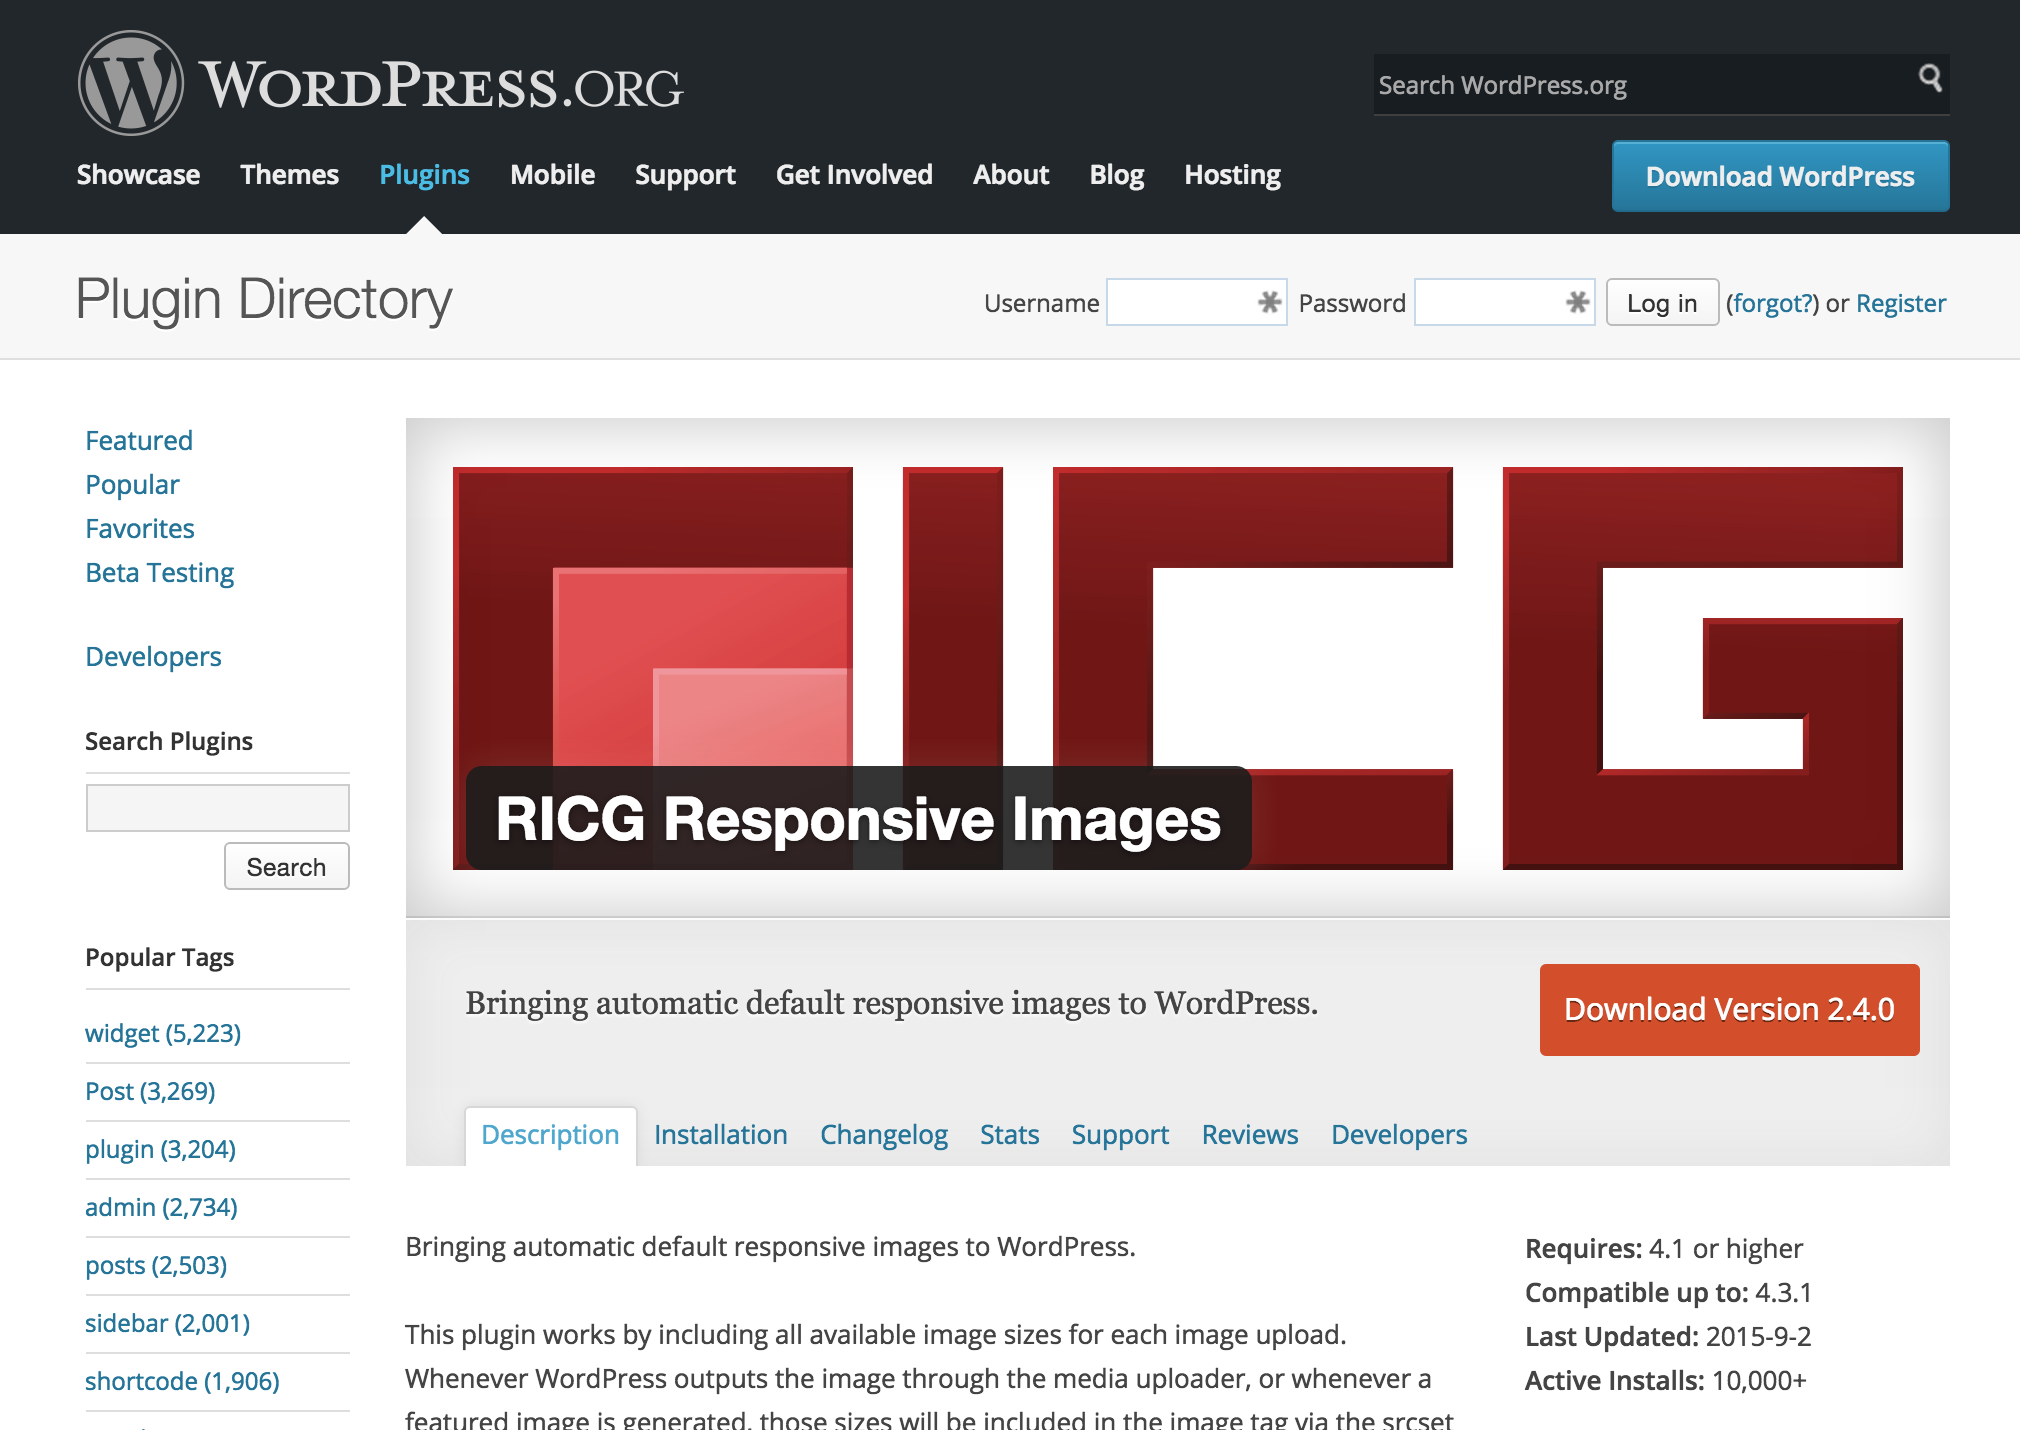 WORDPRESS.ORG
Search WordPress.org
Showcase Themes Plugins Mobile Support Get Involved About Blog Hosting
Download WordPress
Plugin Directory
Username * Password * Log in (forgot?) or Register
Featured
Popular
Favorites
Beta Testing
Developers
Search Plugins
Search
Popular Tags
widget (5,223)
Post (3,269)
plugin (3,204)
admin (2,734)
posts (2,503)
sidebar (2,001)
shortcode (1,906)
RICG
RICG Responsive Images
Bringing automatic default responsive images to WordPress.
Download Version 2.4.0
Description Installation Changelog Stats Support Reviews Developers
Bringing automatic default responsive images to WordPress.
This plugin works by including all available image sizes for each image upload.
Whenever WordPress outputs the image through the media uploader, or whenever a
featured image is generated, those sizes will be included in the image tag via the srcset
Requires: 4.1 or higher
Compatible up to: 4.3.1
Last Updated: 2015-9-2
Active Installs: 10,000+